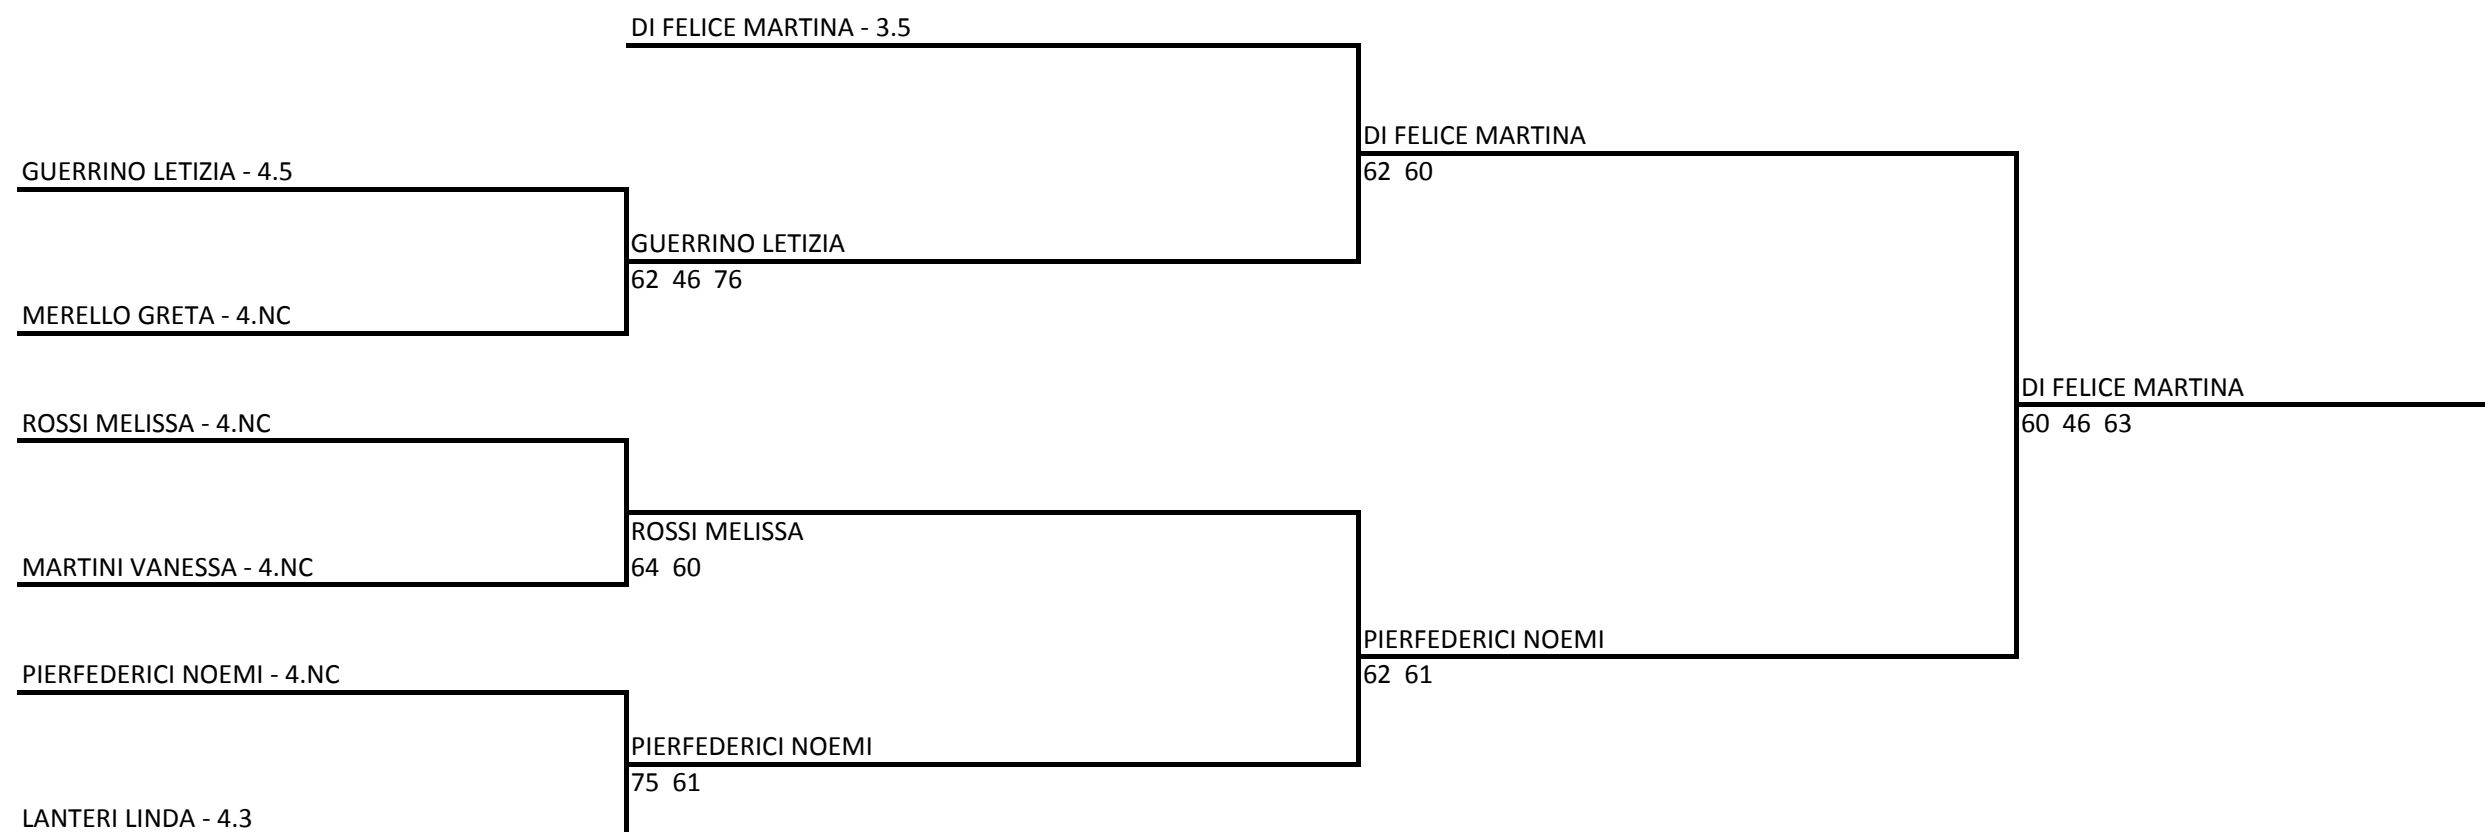 DI FELICE MARTINA - 3.5
DI FELICE MARTINA
GUERRINO LETIZIA - 4.5
62 60
GUERRINO LETIZIA
62 46 76
MERELLO GRETA - 4.NC
DI FELICE MARTINA
ROSSI MELISSA - 4.NC
60 46 63
ROSSI MELISSA
MARTINI VANESSA - 4.NC
64 60
PIERFEDERICI NOEMI
PIERFEDERICI NOEMI - 4.NC
62 61
PIERFEDERICI NOEMI
75 61
LANTERI LINDA - 4.3